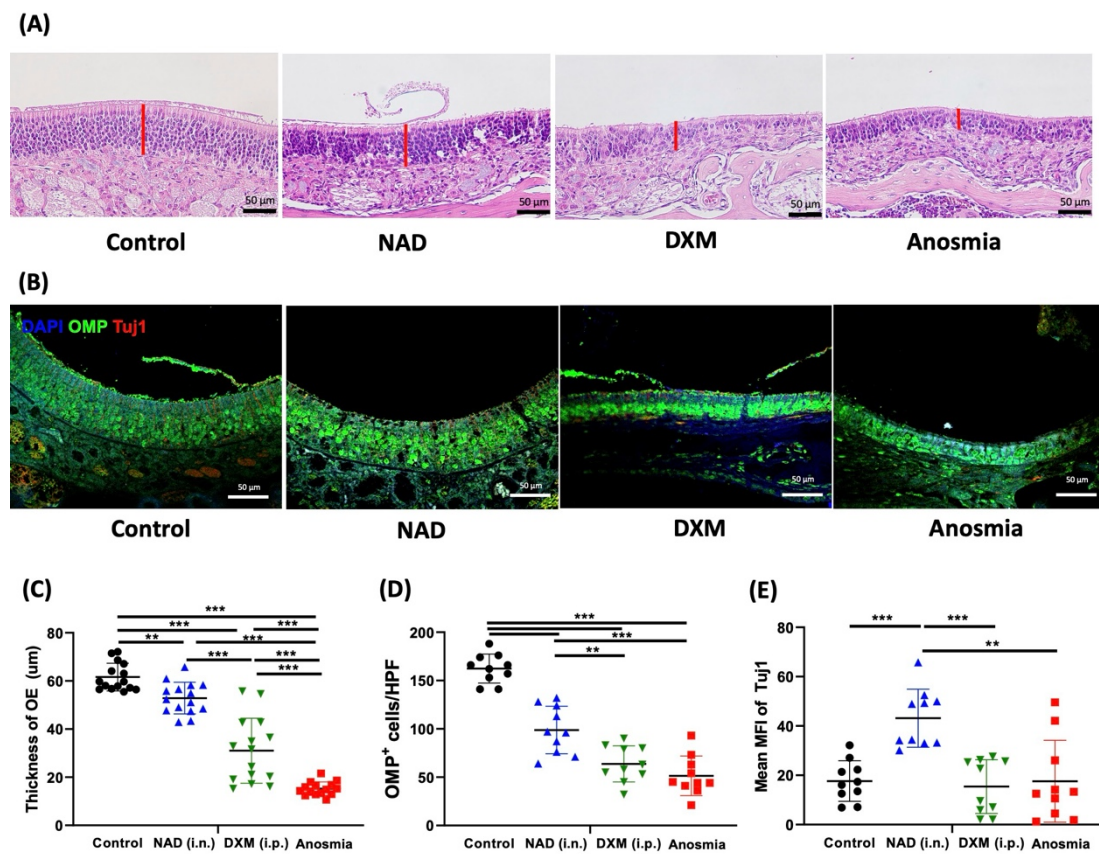 (A)
50 µm 50 µm 50 µm 50 µm
Control NAD DXM Anosmia
(B)
DAPI OMP Tuj1
50 µm 50 µm 50 µm 50 µm
Control NAD DXM Anosmia
(C)
Thickness of OE (um)
80
60
40
20
0
***
*** ***
** ***
*** ***
***
Control NAD (i.n.) DXM (i.p.) Anosmia
(D)
OMP⁺ cells/HPF
200
150
100
50
0
***
***
**
Control NAD (i.n.) DXM (i.p.) Anosmia
(E)
Mean MFI of Tuj1
80
60
40
20
0
*** ***
**
Control NAD (i.n.) DXM (i.p.) Anosmia